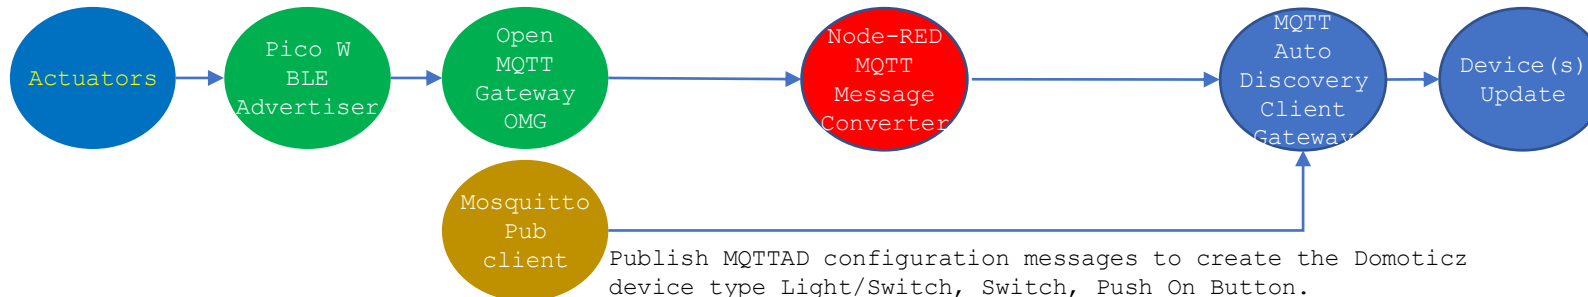 Actuators
Pico W
BLE
Advertiser
Open
MQTT
Gateway
OMG
Node-RED
MQTT
Message
Converter
MQTT
Auto
Discovery
Client
Gateway
Device(s)
Update
Mosquitto
Pub
client
Publish MQTTAD configuration messages to create the Domoticz
device type Light/Switch, Switch, Push On Button.